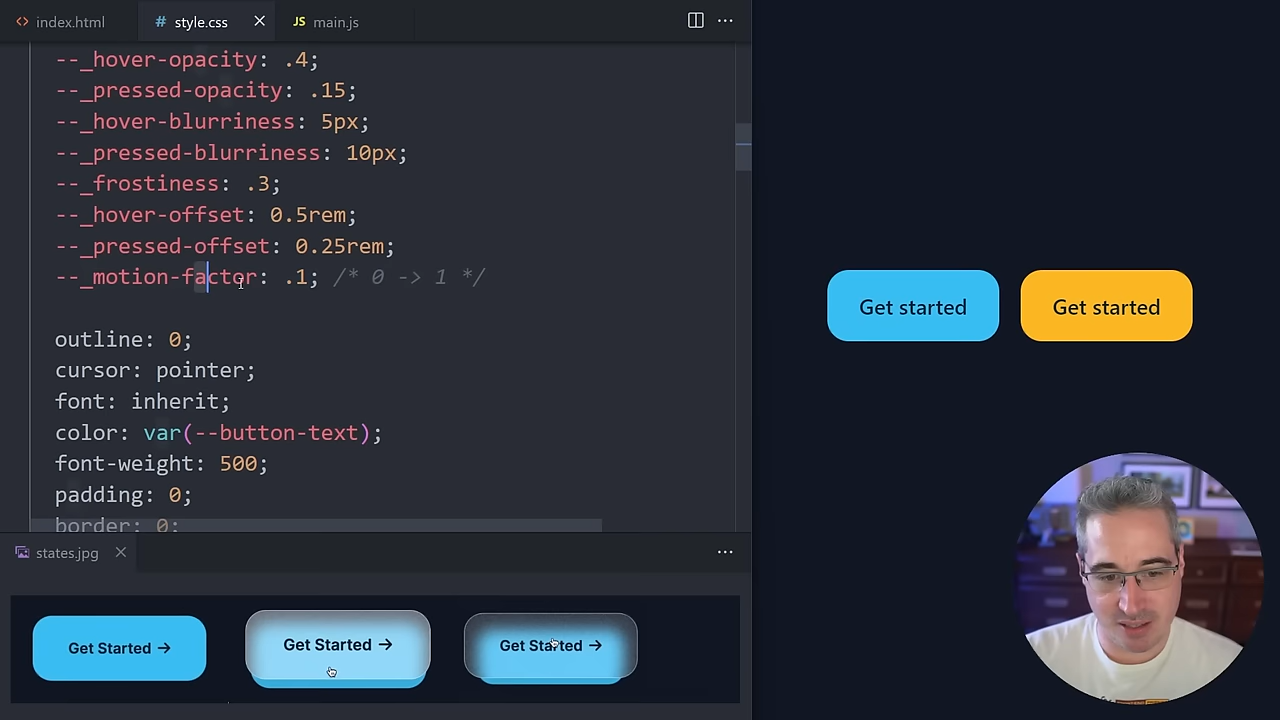 index.html
# style.css
JS main.js
--_hover-opacity: .4;
--_pressed-opacity: .15;
--_hover-blurriness: 5px;
--_pressed-blurriness: 10px;
--_frostiness: .3;
--_hover-offset: 0.5rem;
--_pressed-offset: 0.25rem;
--_motion-factor: .1; /* 0 -> 1 */
outline: 0;
cursor: pointer;
font: inherit;
color: var(--button-text);
font-weight: 500;
padding: 0;
border: 0;
states.jpg
Get Started →
Get Started →
Get Started →
Get started
Get started